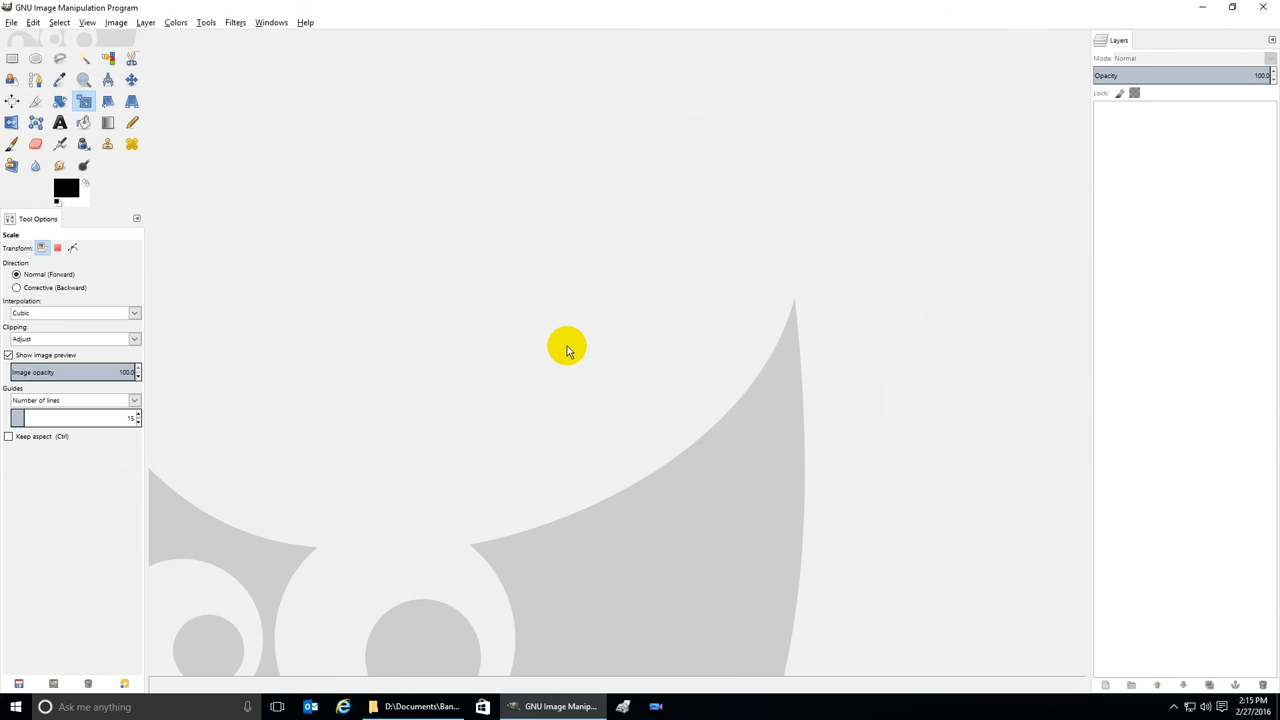 GNU Image Manipulation Program
File Edit Select View Image Layer Colors Tools Filters Windows Help
Layers
Mode: Normal
Opacity 100.0
Lock:
Tool Options
Scale
Transform:
Direction
Normal (Forward)
Corrective (Backward)
Interpolation:
Cubic
Clipping:
Adjust
Show image preview
Image opacity 100.0
Guides
Number of lines
15
Keep aspect (Ctrl)
Ask me anything
D:\Documents\Ban...
GNU Image Manip...
2:15 PM
2/27/2016